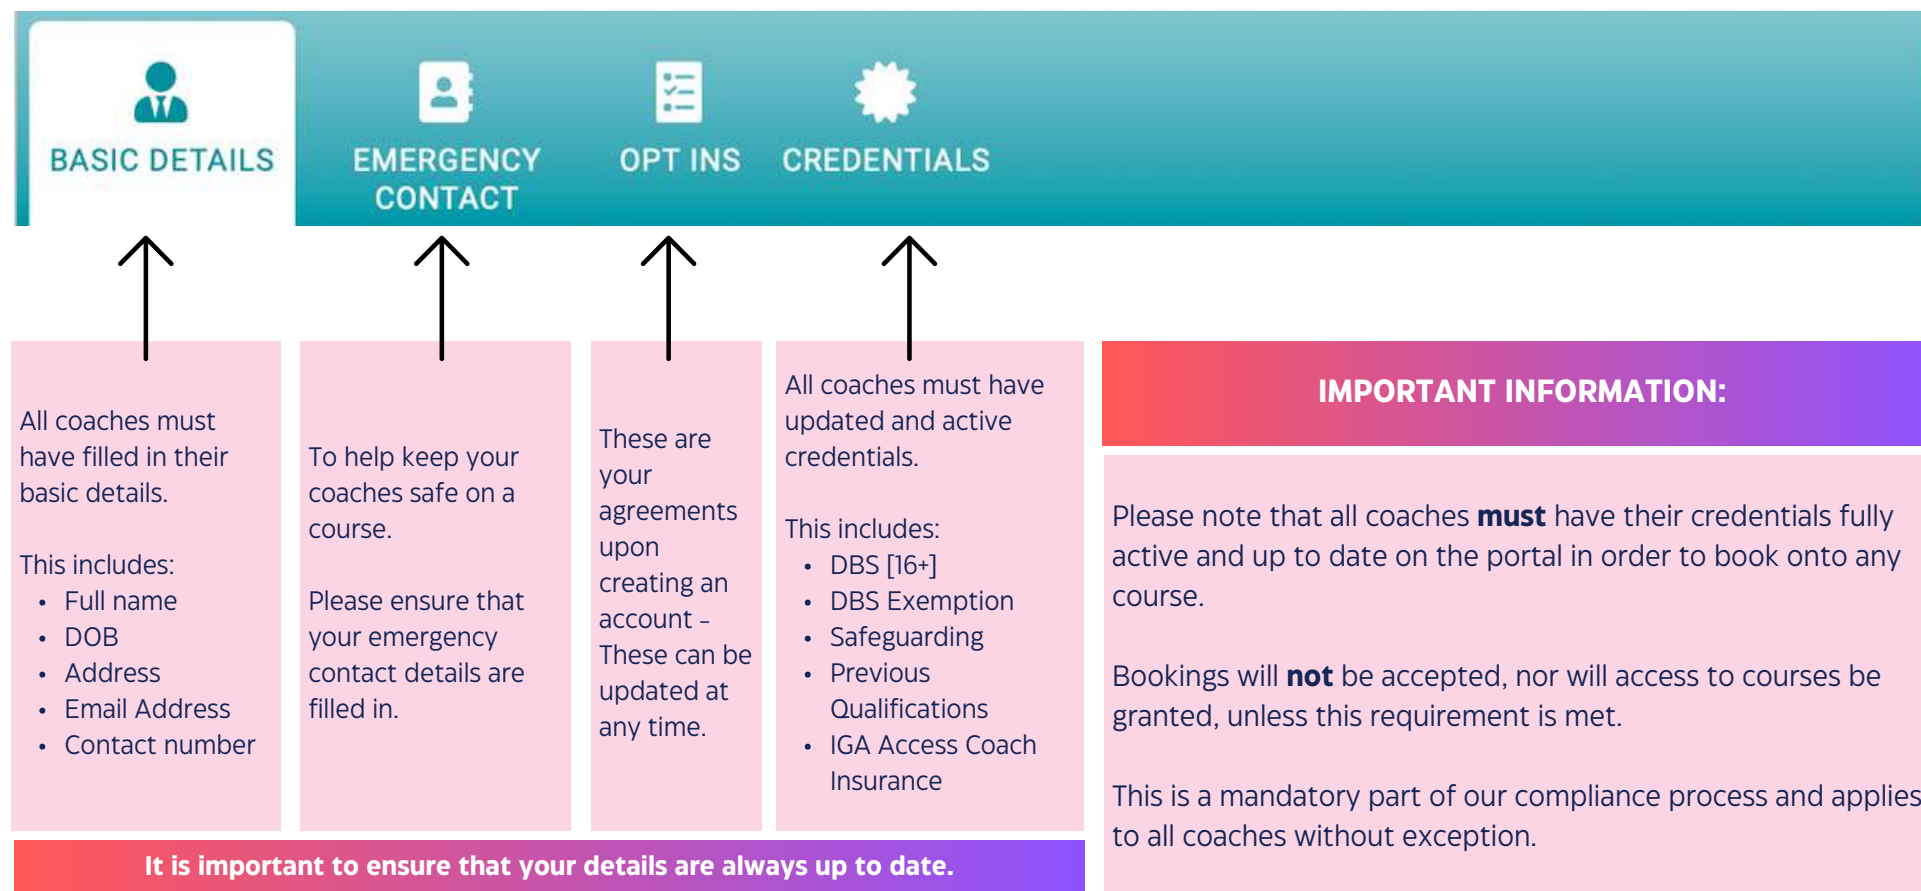 BASIC DETAILS
EMERGENCY
CONTACT
OPT INS
CREDENTIALS
All coaches must
have filled in their
basic details.
This includes:
• Full name
• DOB
• Address
• Email Address
• Contact number
To help keep your
coaches safe on a
course.
Please ensure that
your emergency
contact details are
filled in.
These are
your
agreements
upon
creating an
account –
These can be
updated at
any time.
All coaches must have
updated and active
credentials.
This includes:
• DBS [16+]
• DBS Exemption
• Safeguarding
• Previous
Qualifications
• IGA Access Coach
Insurance
It is important to ensure that your details are always up to date.
IMPORTANT INFORMATION:
Please note that all coaches must have their credentials fully
active and up to date on the portal in order to book onto any
course.
Bookings will not be accepted, nor will access to courses be
granted, unless this requirement is met.
This is a mandatory part of our compliance process and applies
to all coaches without exception.